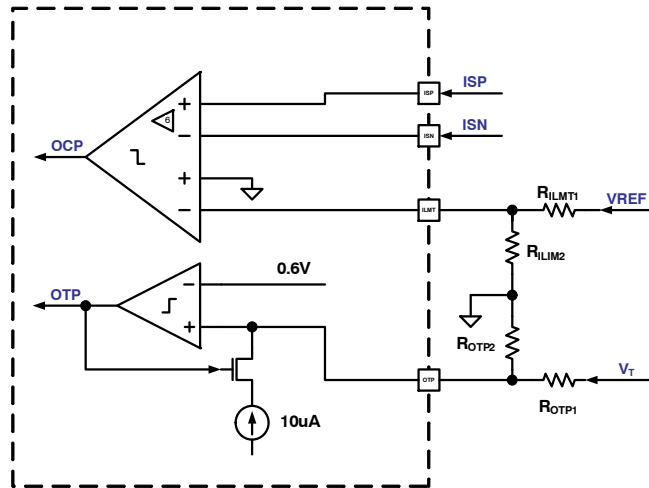 ISP
ISP
+
6
ISN
ISN
−
OCP
+
RILMT1
VREF
−
ILMT
RILIM2
0.6V
−
OTP
+
ROTP2
VT
OTP
ROTP1
10uA